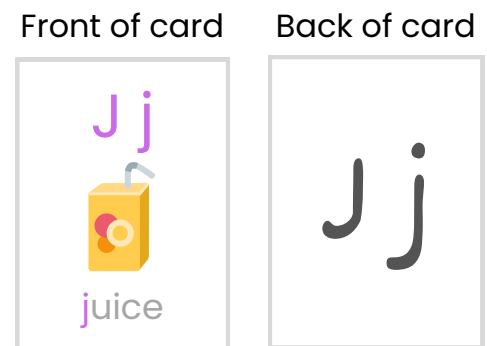 Front of card
Back of card
J j
juice
J j